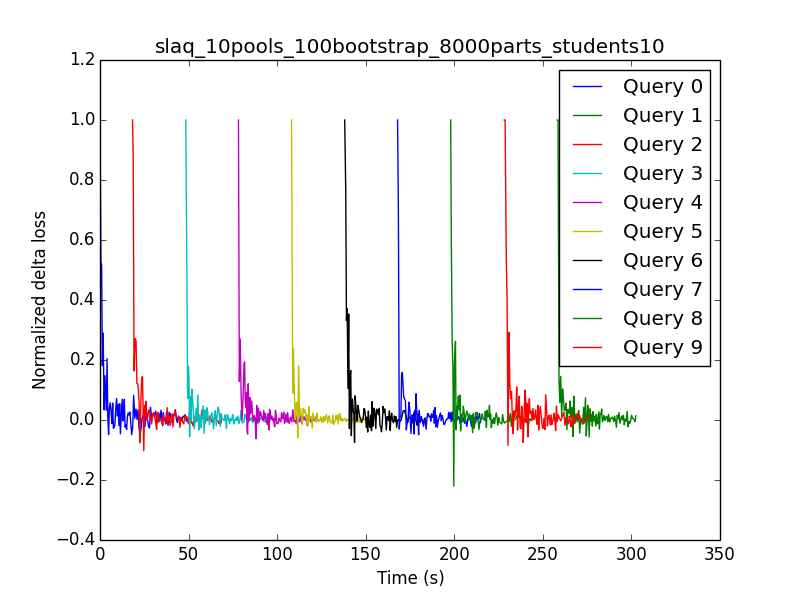 slaq_10pools_100bootstrap_8000parts_students10
1.2
1.0
0.8
0.6
0.4
0.2
0.0
−0.2
−0.4
Normalized delta loss
Query 0
Query 1
Query 2
Query 3
Query 4
Query 5
Query 6
Query 7
Query 8
Query 9
0 50 100 150 200 250 300 350
Time (s)